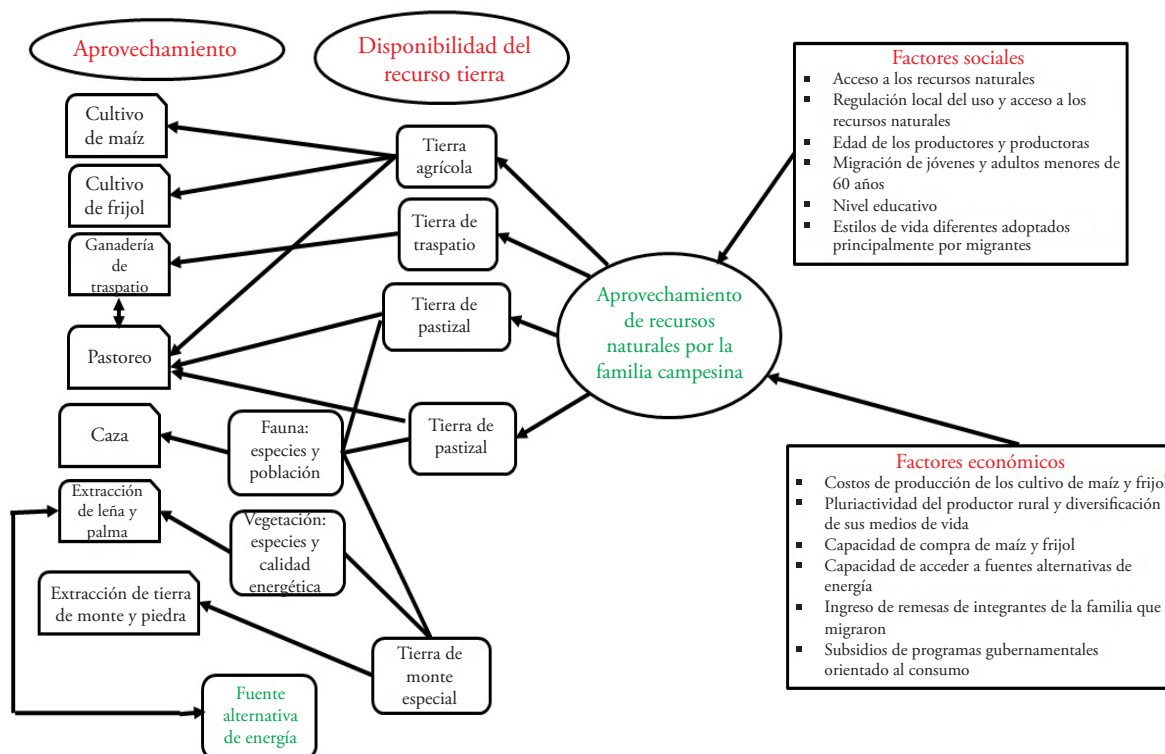 Aprovechamiento
Disponibilidad del
recurso tierra
Cultivo
de maíz
Cultivo
de frijol
Ganadería
de
traspatio
Pastoreo
Caza
Extracción
de leña y
palma
Extracción de tierra
de monte y piedra
Fuente
alternativa
de energía
Fauna:
especies y
población
Vegetación:
especies y
calidad
energética
Tierra
agrícola
Tierra de
traspatio
Tierra de
pastizal
Tierra de
pastizal
Tierra de
monte
especial
Aprovechamiento
de recursos
naturales por la
familia campesina
Factores sociales
▪ Acceso a los recursos naturales
▪ Regulación local del uso y acceso a los
recursos naturales
▪ Edad de los productores y productoras
▪ Migración de jóvenes y adultos menores de
60 años
▪ Nivel educativo
▪ Estilos de vida diferentes adoptados
principalmente por migrantes
Factores económicos
▪ Costos de producción de los cultivo de maíz y frijol
▪ Pluriactividad del productor rural y diversificación
de sus medios de vida
▪ Capacidad de compra de maíz y frijol
▪ Capacidad de acceder a fuentes alternativas de
energía
▪ Ingreso de remesas de integrantes de la familia que
migraron
▪ Subsidios de programas gubernamentales
orientado al consumo